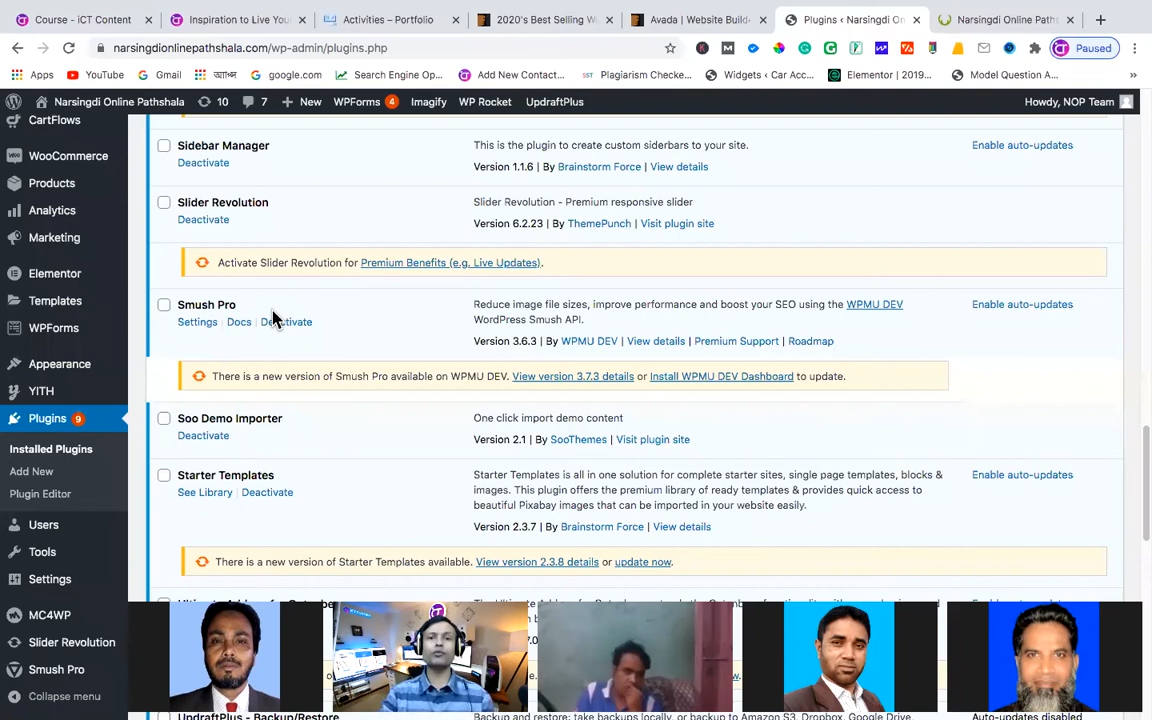 Course - iCT Content
Inspiration to Live You
Activities – Portfolio
2020's Best Selling W
Avada | Website Build
Plugins ‹ Narsingdi On
Narsingdi Online Path
narsingdionlinepathshala.com/wp-admin/plugins.php
Paused
Apps
YouTube
Gmail
google.com
Search Engine Op...
Add New Contact...
Plagiarism Checke...
Widgets ‹ Car Acc...
Elementor | 2019...
Model Question A...
Narsingdi Online Pathshala
10
7
New
WPForms 4
Imagify
WP Rocket
UpdraftPlus
Howdy, NOP Team
CartFlows
WooCommerce
Products
Analytics
Marketing
Elementor
Templates
WPForms
Appearance
YITH
Plugins 9
Installed Plugins
Add New
Plugin Editor
Users
Tools
Settings
MC4WP
Slider Revolution
Smush Pro
Collapse menu
Sidebar Manager
Deactivate
This is the plugin to create custom siderbars to your site.
Version 1.1.6 | By Brainstorm Force | View details
Enable auto-updates
Slider Revolution
Deactivate
Slider Revolution - Premium responsive slider
Version 6.2.23 | By ThemePunch | Visit plugin site
Activate Slider Revolution for Premium Benefits (e.g. Live Updates).
Smush Pro
Settings | Docs | Deactivate
Reduce image file sizes, improve performance and boost your SEO using the WPMU DEV
WordPress Smush API.
Version 3.6.3 | By WPMU DEV | View details | Premium Support | Roadmap
Enable auto-updates
There is a new version of Smush Pro available on WPMU DEV. View version 3.7.3 details or Install WPMU DEV Dashboard to update.
Soo Demo Importer
Deactivate
One click import demo content
Version 2.1 | By SooThemes | Visit plugin site
Starter Templates
See Library | Deactivate
Starter Templates is all in one solution for complete starter sites, single page templates, blocks &
images. This plugin offers the premium library of ready templates & provides quick access to
beautiful Pixabay images that can be imported in your website easily.
Version 2.3.7 | By Brainstorm Force | View details
Enable auto-updates
There is a new version of Starter Templates available. View version 2.3.8 details or update now.
UpdraftPlus - Backup/Restore
Backup and restore: take backups locally, or backup to Amazon S3, Dropbox, Google Drive,
Auto-updates disabled